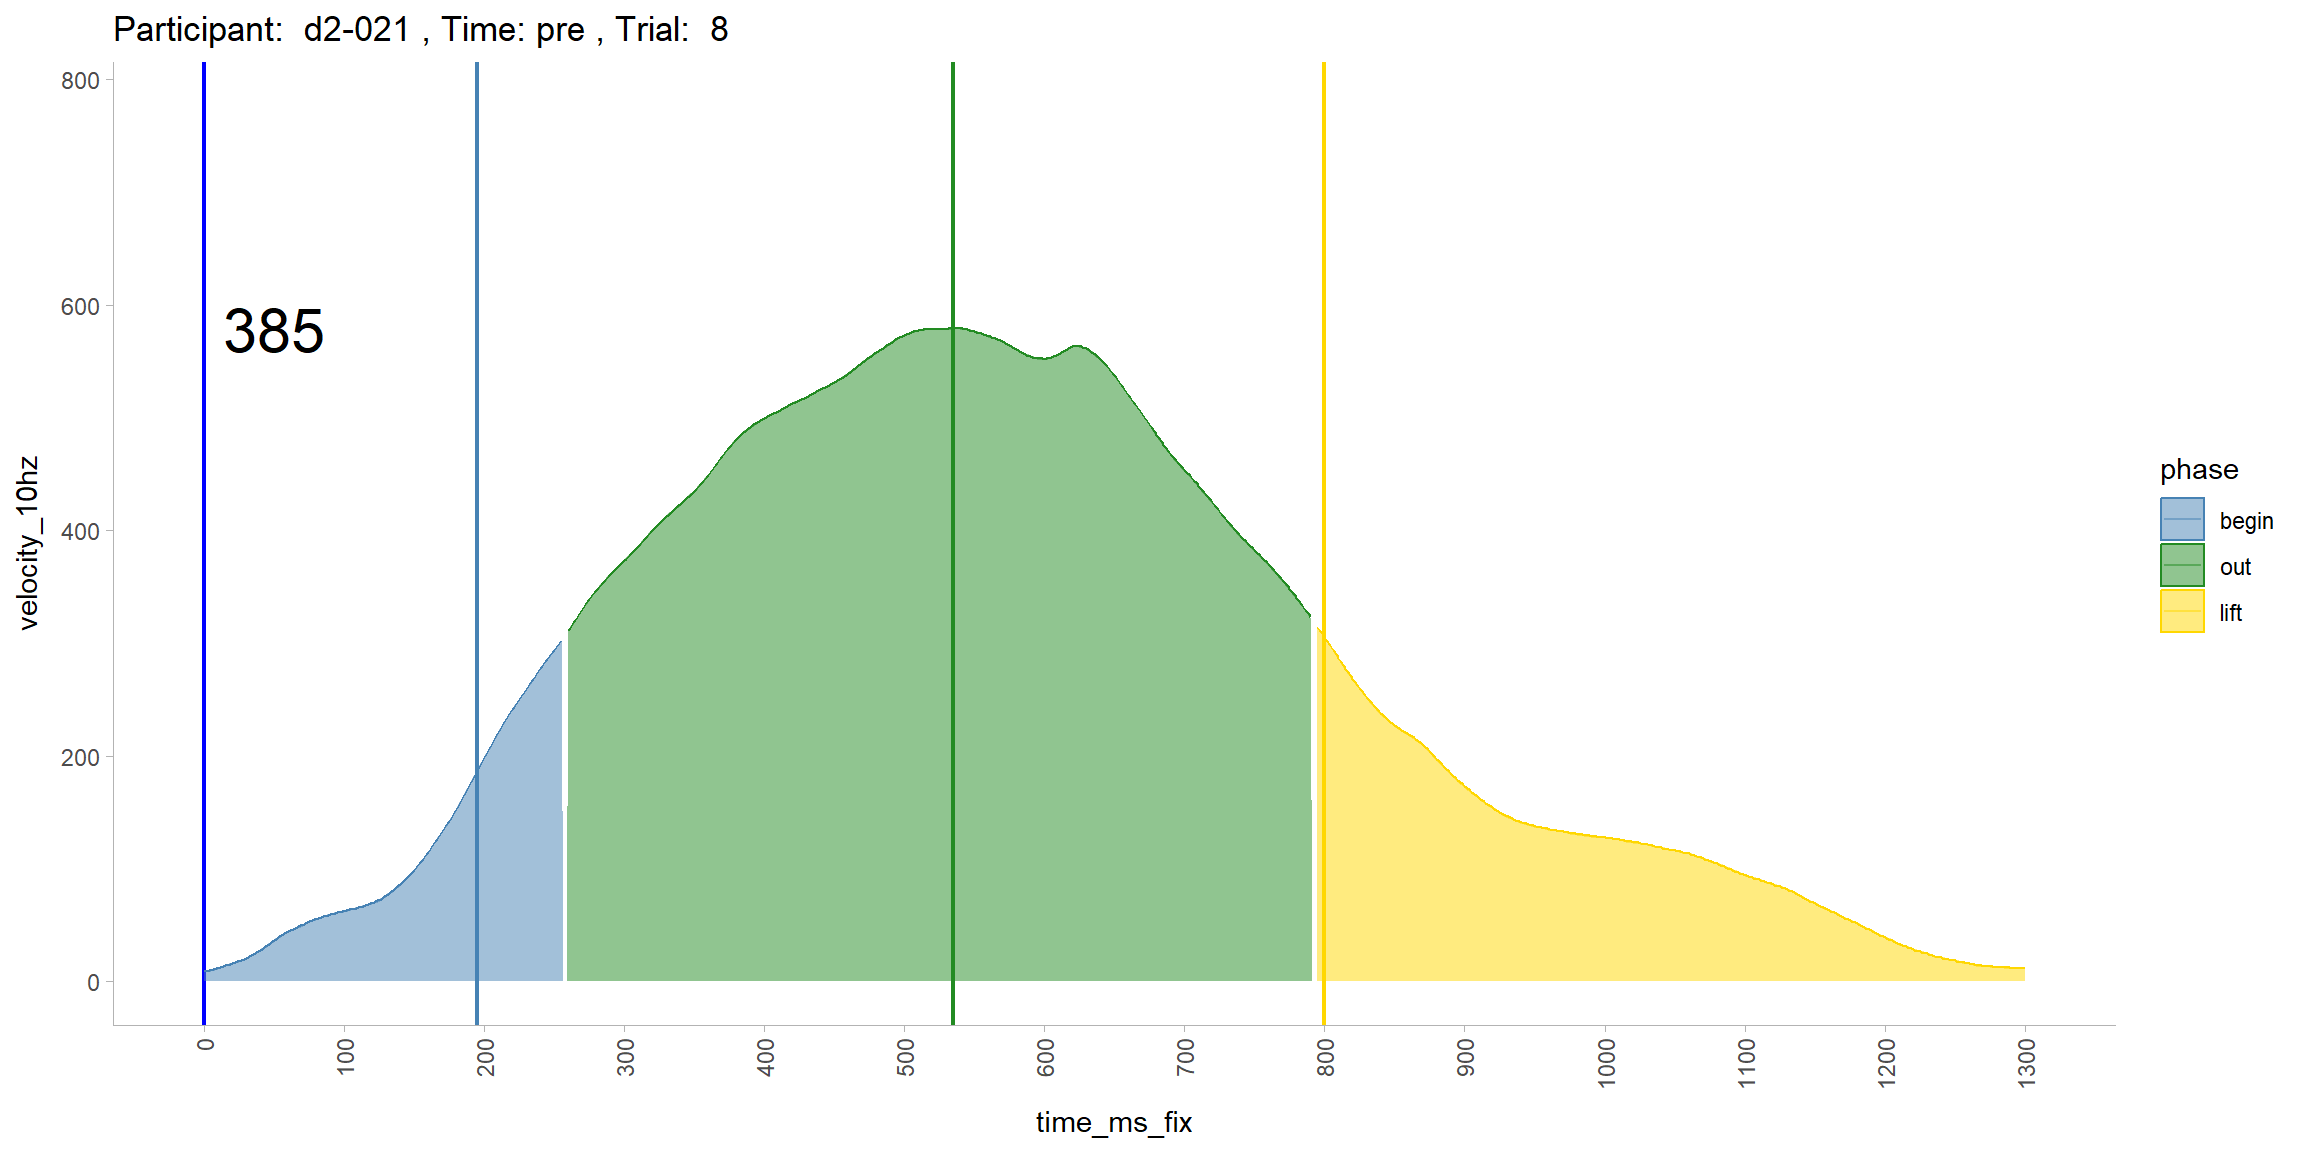 Participant:  d2-021 , Time: pre , Trial:  8
800
600
400
200
0
velocity_10hz
385
0
100
200
300
400
500
600
700
800
900
1000
1100
1200
1300
time_ms_fix
phase
begin
out
lift